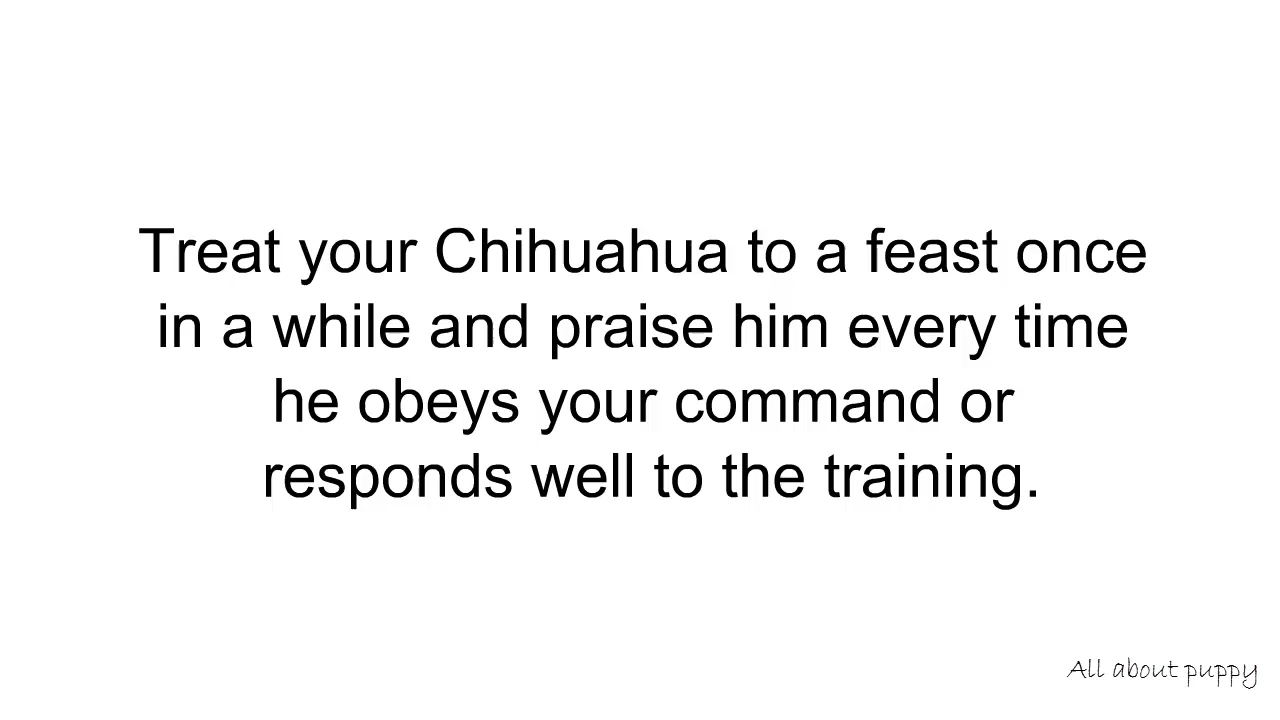 Treat your Chihuahua to a feast once
in a while and praise him every time
he obeys your command or
responds well to the training.
All about puppy